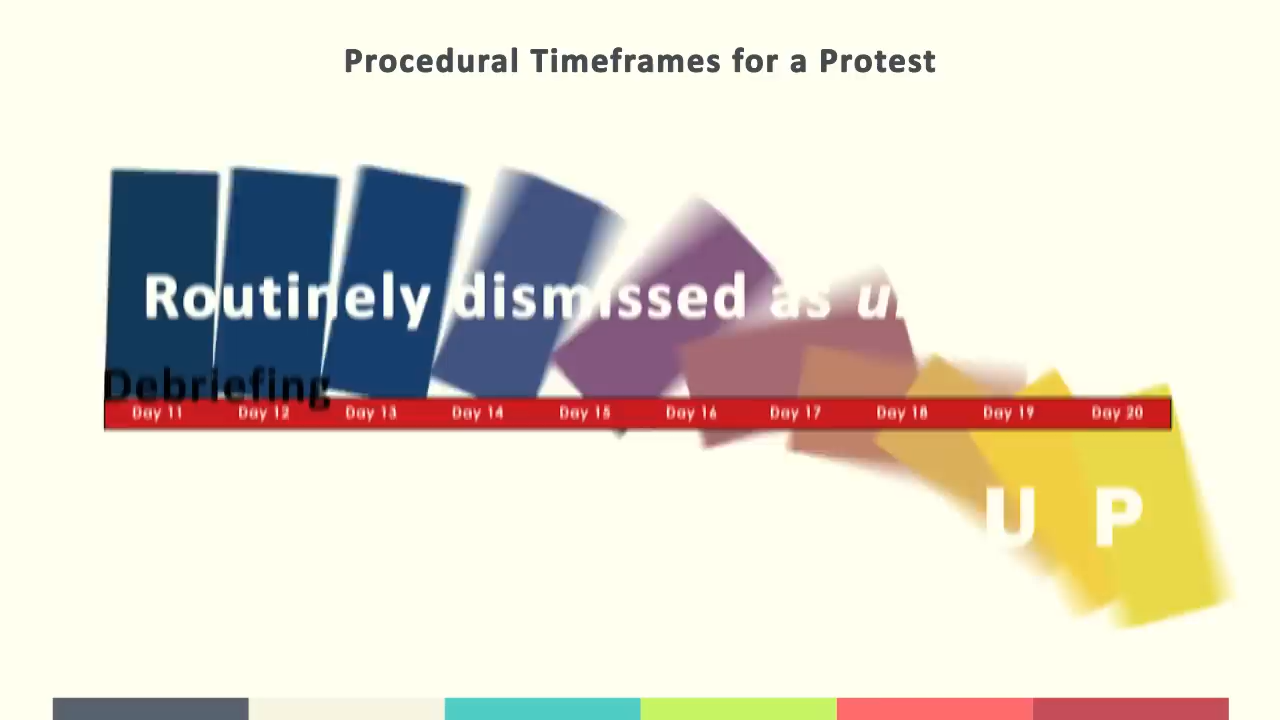 Procedural Timeframes for a Protest
Routinely dismissed as
Debriefing
Day 11 Day 12 Day 13 Day 14 Day 15 Day 16 Day 17 Day 18 Day 19 Day 20
U P